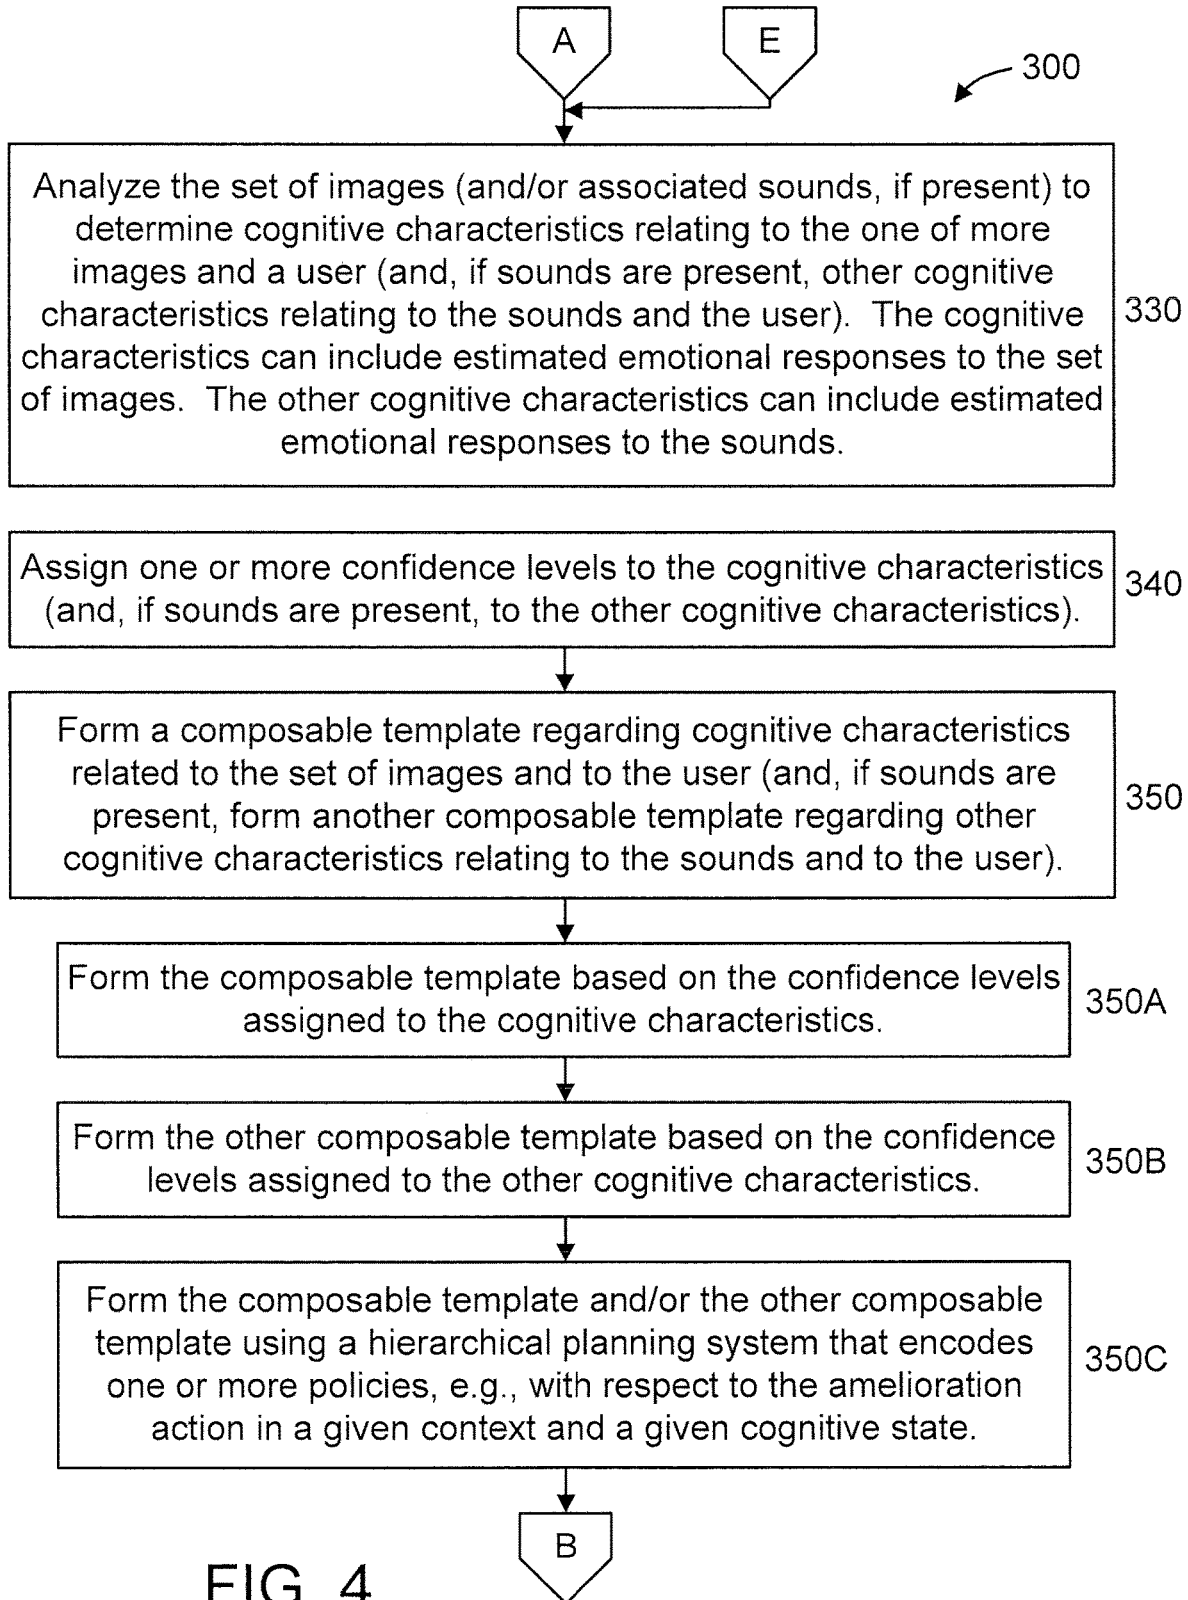 A
E
300
Analyze the set of images (and/or associated sounds, if present) to
determine cognitive characteristics relating to the one of more
images and a user (and, if sounds are present, other cognitive
characteristics relating to the sounds and the user). The cognitive
characteristics can include estimated emotional responses to the set
of images. The other cognitive characteristics can include estimated
emotional responses to the sounds.
330
Assign one or more confidence levels to the cognitive characteristics
(and, if sounds are present, to the other cognitive characteristics).
340
Form a composable template regarding cognitive characteristics
related to the set of images and to the user (and, if sounds are
present, form another composable template regarding other
cognitive characteristics relating to the sounds and to the user).
350
Form the composable template based on the confidence levels
assigned to the cognitive characteristics.
350A
Form the other composable template based on the confidence
levels assigned to the other cognitive characteristics.
350B
Form the composable template and/or the other composable
template using a hierarchical planning system that encodes
one or more policies, e.g., with respect to the amelioration
action in a given context and a given cognitive state.
350C
B
FIG. 4